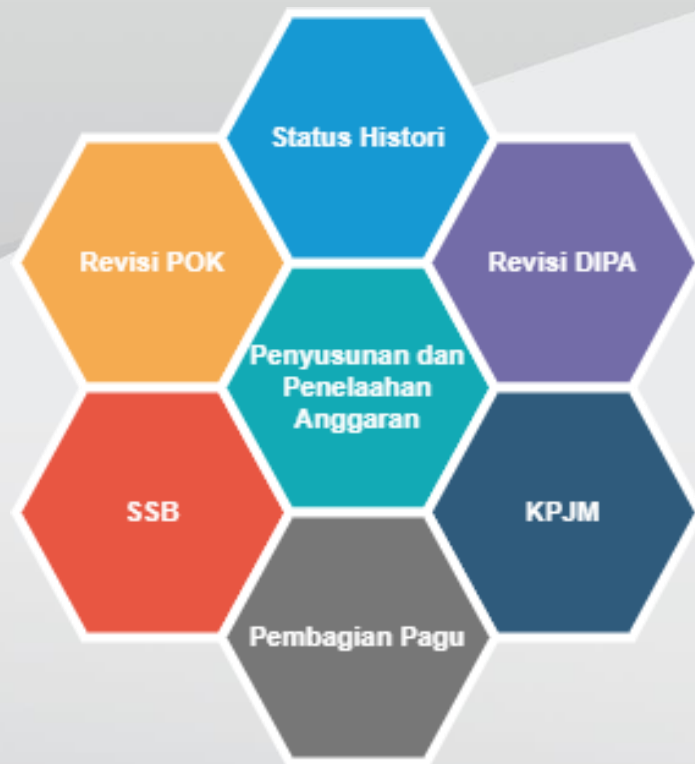 Status Histori
Revisi POK
Revisi DIPA
Penyusunan dan
Penelaahan
Anggaran
SSB
KPJM
Pembagian Pagu